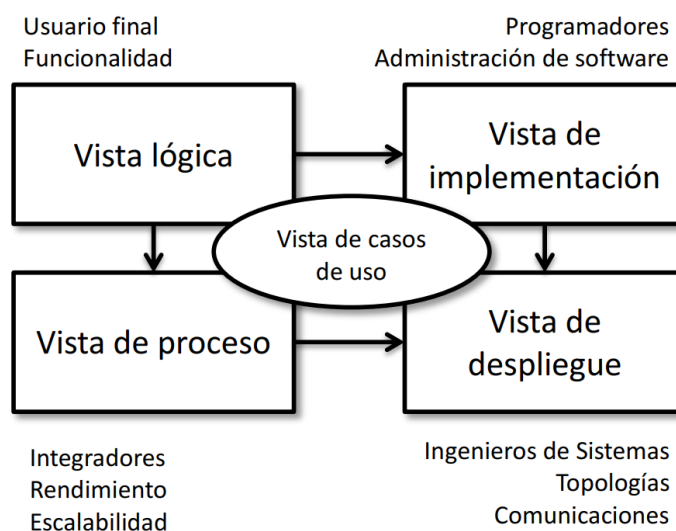 Usuario final
Funcionalidad
Programadores
Administración de software
Vista lógica
Vista de
implementación
Vista de casos
de uso
Vista de proceso
Vista de
despliegue
Integradores
Rendimiento
Escalabilidad
Ingenieros de Sistemas
Topologías
Comunicaciones